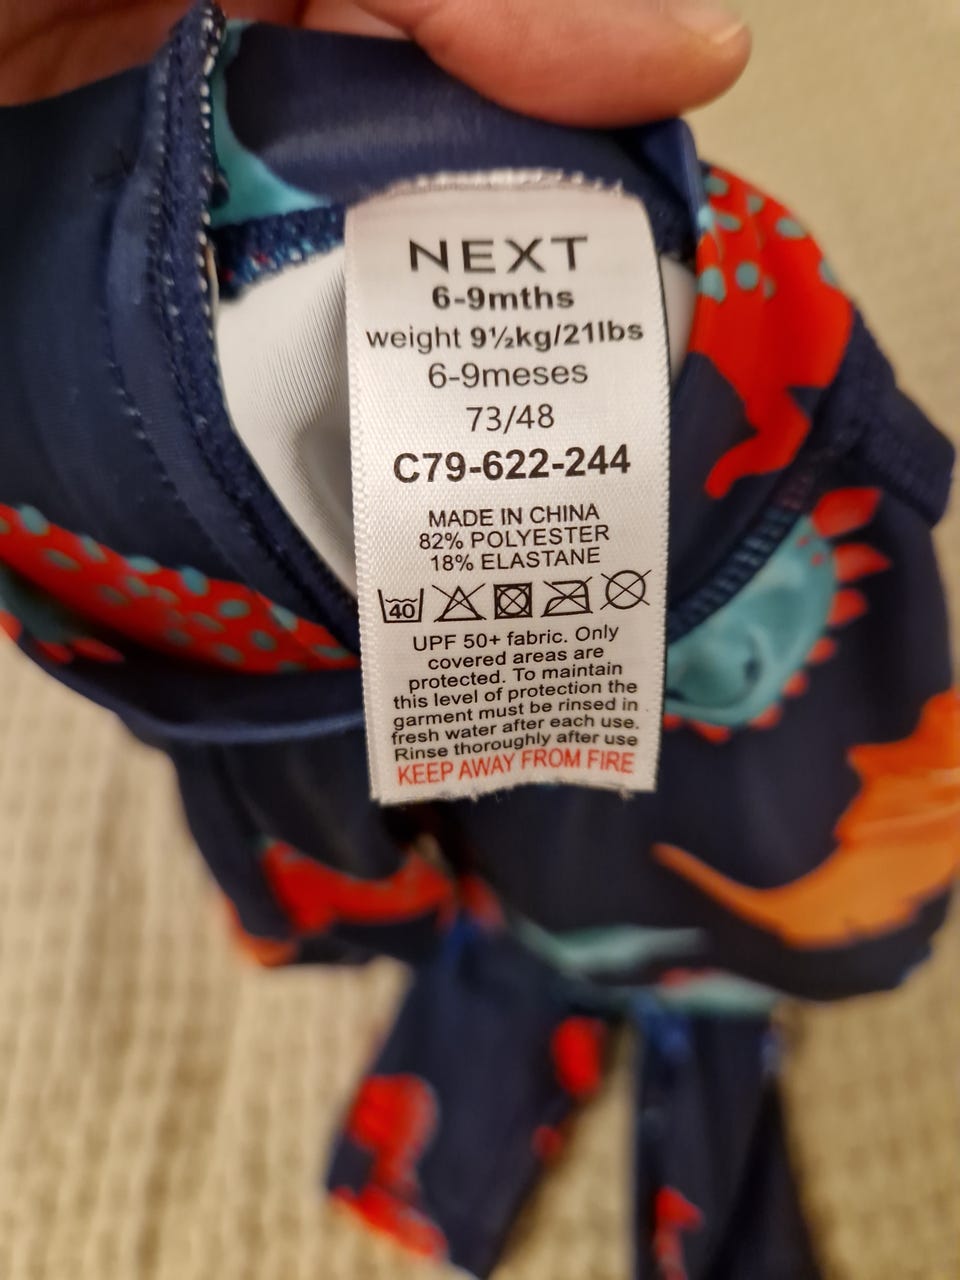 NEXT
6-9mths
weight 9½kg/21lbs
6-9meses
73/48
C79-622-244
MADE IN CHINA
82% POLYESTER
18% ELASTANE
40
UPF 50+ fabric. Only
covered areas are
protected. To maintain
this level of protection the
garment must be rinsed in
fresh water after each use.
Rinse thoroughly after use
KEEP AWAY FROM FIRE